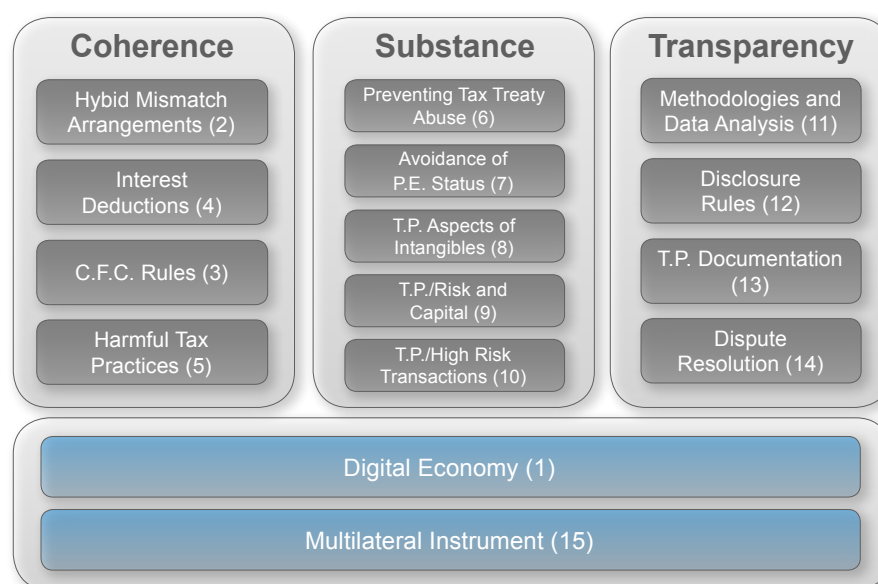 Coherence
Hybid Mismatch
Arrangements (2)
Interest
Deductions (4)
C.F.C. Rules (3)
Harmful Tax
Practices (5)
Substance
Preventing Tax Treaty
Abuse (6)
Avoidance of
P.E. Status (7)
T.P. Aspects of
Intangibles (8)
T.P./Risk and
Capital (9)
T.P./High Risk
Transactions (10)
Transparency
Methodologies and
Data Analysis (11)
Disclosure
Rules (12)
T.P. Documentation
(13)
Dispute
Resolution (14)
Digital Economy (1)
Multilateral Instrument (15)